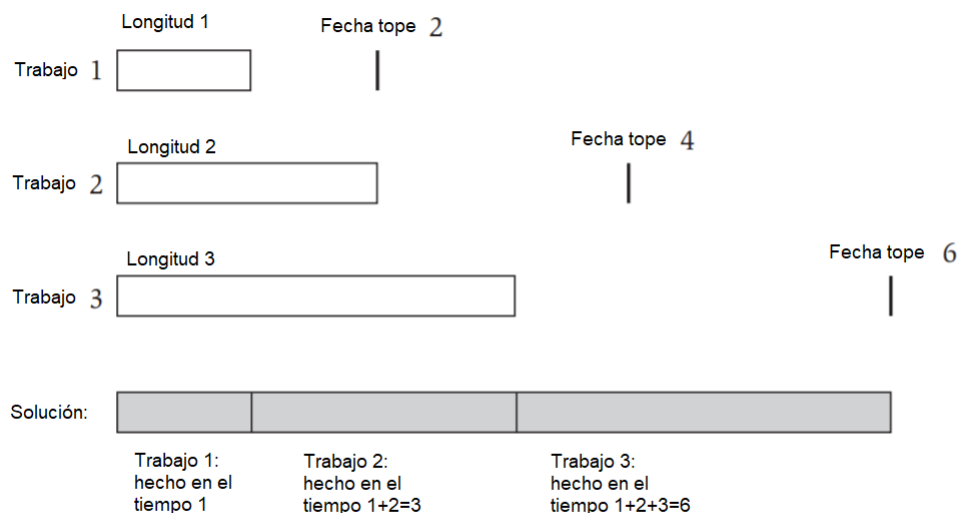 Longitud 1
Fecha tope 2
Trabajo 1
Longitud 2
Fecha tope 4
Trabajo 2
Longitud 3
Fecha tope 6
Trabajo 3
Solución:
Trabajo 1:
hecho en el
tiempo 1
Trabajo 2:
hecho en el
tiempo 1+2=3
Trabajo 3:
hecho en el
tiempo 1+2+3=6